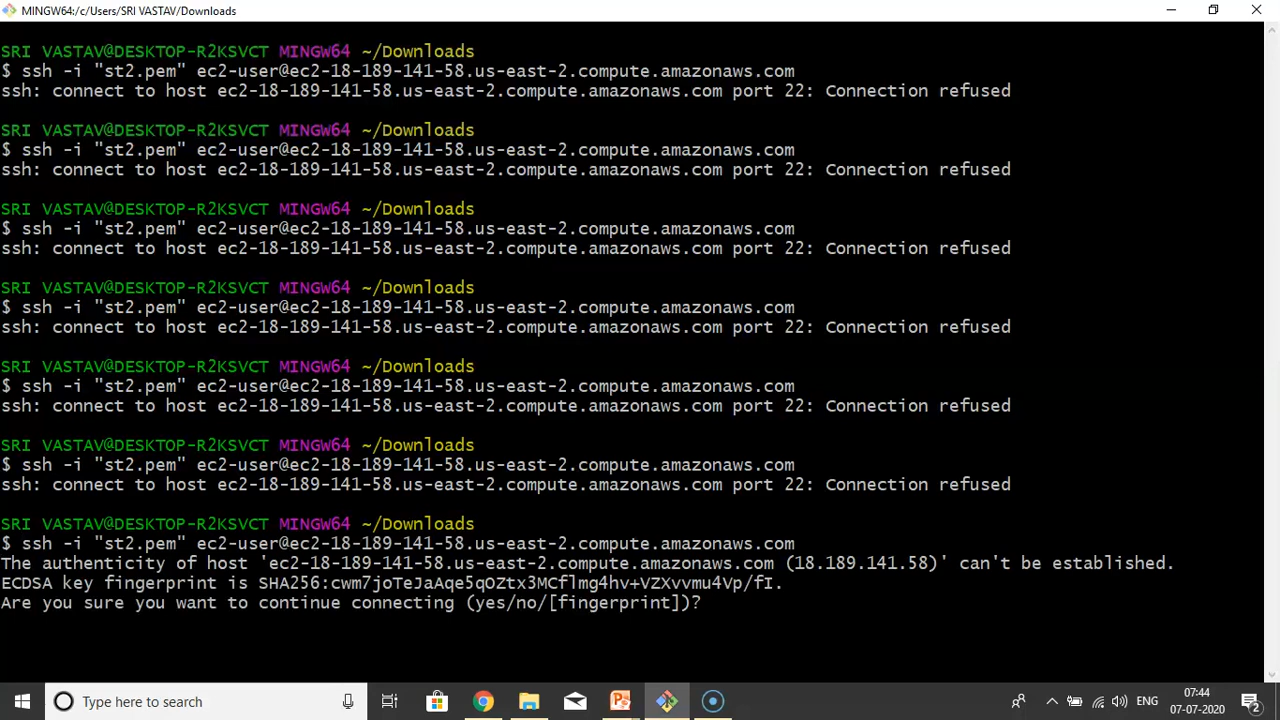 MINGW64:/c/Users/SRI VASTAV/Downloads
SRI VASTAV@DESKTOP-R2KSVCT MINGW64 ~/Downloads
$ ssh -i "st2.pem" ec2-user@ec2-18-189-141-58.us-east-2.compute.amazonaws.com
ssh: connect to host ec2-18-189-141-58.us-east-2.compute.amazonaws.com port 22: Connection refused
SRI VASTAV@DESKTOP-R2KSVCT MINGW64 ~/Downloads
$ ssh -i "st2.pem" ec2-user@ec2-18-189-141-58.us-east-2.compute.amazonaws.com
ssh: connect to host ec2-18-189-141-58.us-east-2.compute.amazonaws.com port 22: Connection refused
SRI VASTAV@DESKTOP-R2KSVCT MINGW64 ~/Downloads
$ ssh -i "st2.pem" ec2-user@ec2-18-189-141-58.us-east-2.compute.amazonaws.com
ssh: connect to host ec2-18-189-141-58.us-east-2.compute.amazonaws.com port 22: Connection refused
SRI VASTAV@DESKTOP-R2KSVCT MINGW64 ~/Downloads
$ ssh -i "st2.pem" ec2-user@ec2-18-189-141-58.us-east-2.compute.amazonaws.com
ssh: connect to host ec2-18-189-141-58.us-east-2.compute.amazonaws.com port 22: Connection refused
SRI VASTAV@DESKTOP-R2KSVCT MINGW64 ~/Downloads
$ ssh -i "st2.pem" ec2-user@ec2-18-189-141-58.us-east-2.compute.amazonaws.com
ssh: connect to host ec2-18-189-141-58.us-east-2.compute.amazonaws.com port 22: Connection refused
SRI VASTAV@DESKTOP-R2KSVCT MINGW64 ~/Downloads
$ ssh -i "st2.pem" ec2-user@ec2-18-189-141-58.us-east-2.compute.amazonaws.com
ssh: connect to host ec2-18-189-141-58.us-east-2.compute.amazonaws.com port 22: Connection refused
SRI VASTAV@DESKTOP-R2KSVCT MINGW64 ~/Downloads
$ ssh -i "st2.pem" ec2-user@ec2-18-189-141-58.us-east-2.compute.amazonaws.com
The authenticity of host 'ec2-18-189-141-58.us-east-2.compute.amazonaws.com (18.189.141.58)' can't be established.
ECDSA key fingerprint is SHA256:cwm7joTeJaAqe5qOZtx3MCflmg4hv+VZXvvmu4Vp/fI.
Are you sure you want to continue connecting (yes/no/[fingerprint])?
Type here to search
ENG
07:44
07-07-2020
2